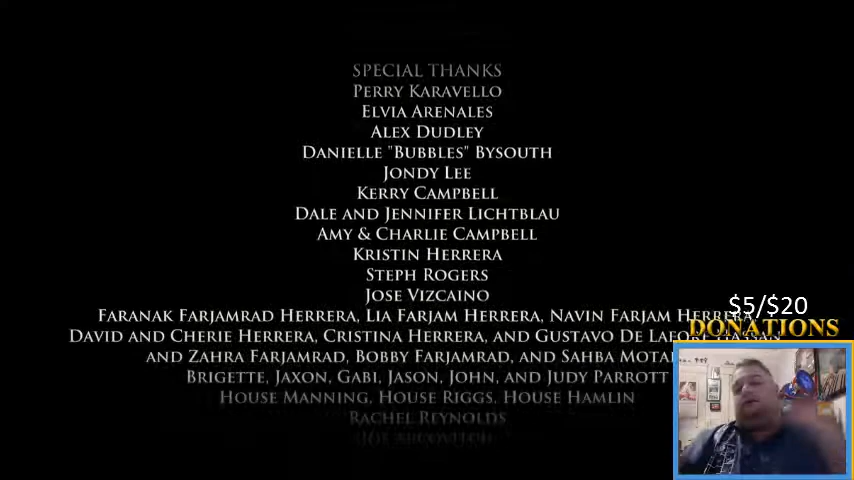 SPECIAL THANKS
PERRY KARAVELLO
ELVIA ARENALES
ALEX DUDLEY
DANIELLE "BUBBLES" BYSOUTH
JONDY LEE
KERRY CAMPBELL
DALE AND JENNIFER LICHTBLAU
AMY & CHARLIE CAMPBELL
KRISTIN HERRERA
STEPH ROGERS
JOSE VIZCAINO
FARANAK FARJAMRAD HERRERA, LIA FARJAM HERRERA, NAVIN FARJAM HERRERA,
DAVID AND CHERIE HERRERA, CRISTINA HERRERA, AND GUSTAVO DE
AND ZAHRA FARJAMRAD, BOBBY FARJAMRAD, AND SAHBA
BRIGETTE, JAXON, GABI, JASON, JOHN, AND JUDY PARROTT
HOUSE MANNING, HOUSE RIGGS, HOUSE HAMLIN
RACHEL REYNOLDS
$5/$20
DONATIONS